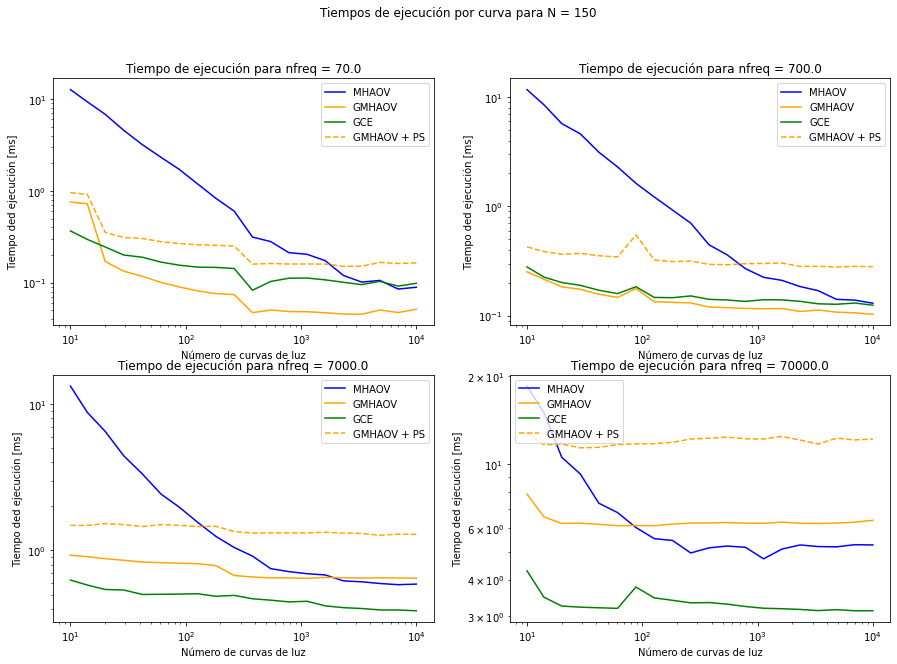 Tiempos de ejecución por curva para N = 150
Tiempo de ejecución para nfreq = 70.0
Tiempo ded ejecución [ms]
10¹
10⁰
10⁻¹
MHAOV
GMHAOV
GCE
GMHAOV + PS
10¹ 10² 10³ 10⁴
Número de curvas de luz
Tiempo de ejecución para nfreq = 700.0
Tiempo ded ejecución [ms]
10¹
10⁰
10⁻¹
MHAOV
GMHAOV
GCE
GMHAOV + PS
10¹ 10² 10³ 10⁴
Número de curvas de luz
Tiempo de ejecución para nfreq = 7000.0
Tiempo ded ejecución [ms]
10¹
10⁰
MHAOV
GMHAOV
GCE
GMHAOV + PS
10¹ 10² 10³ 10⁴
Número de curvas de luz
Tiempo de ejecución para nfreq = 70000.0
Tiempo ded ejecución [ms]
2 × 10¹
10¹
6 × 10⁰
4 × 10⁰
3 × 10⁰
MHAOV
GMHAOV
GCE
GMHAOV + PS
10¹ 10² 10³ 10⁴
Número de curvas de luz